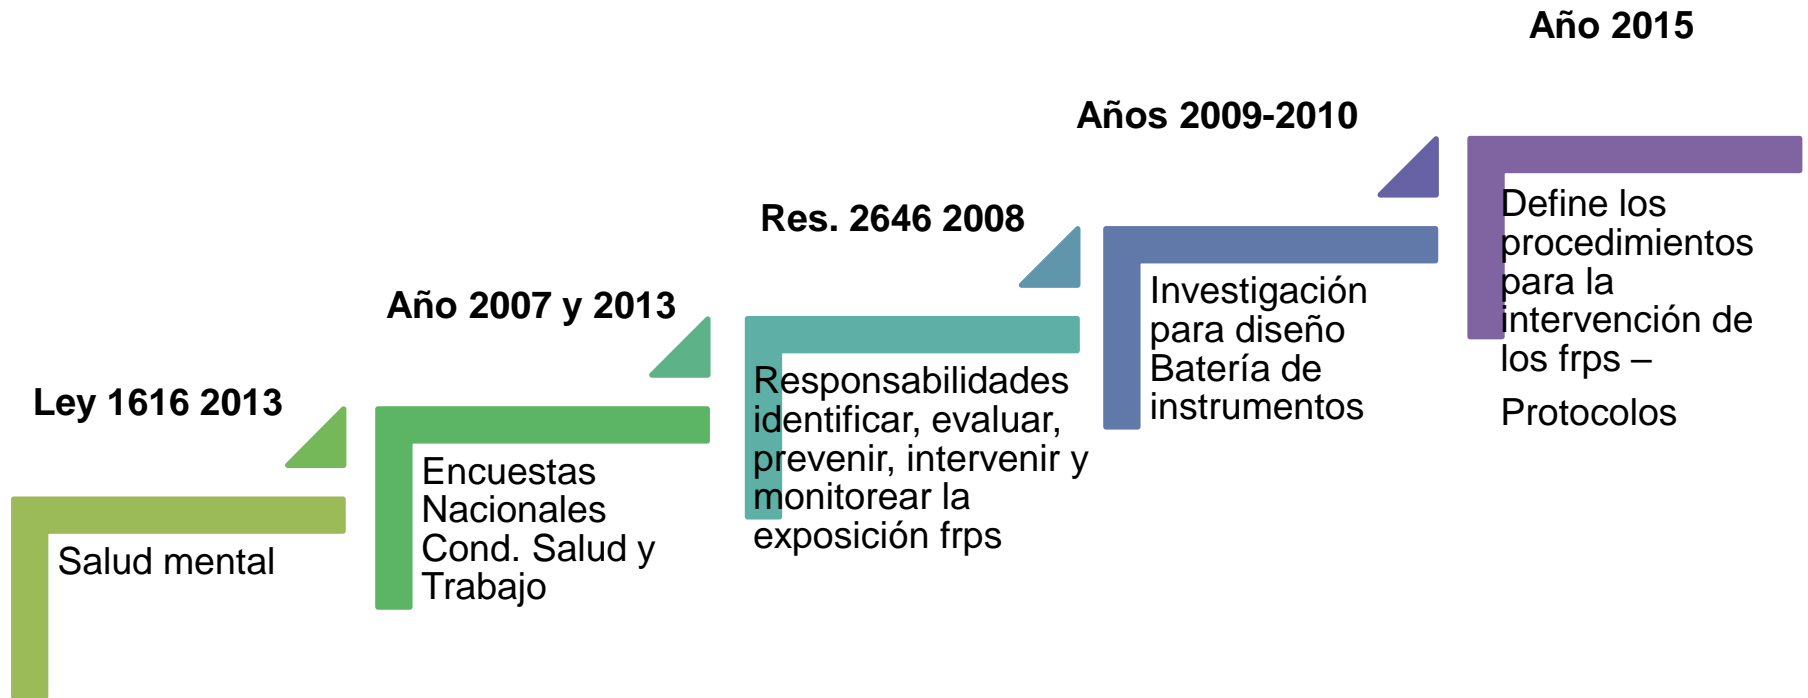 Ley 1616 2013
Salud mental
Año 2007 y 2013
Encuestas
Nacionales
Cond. Salud y
Trabajo
Res. 2646 2008
Responsabilidades
identificar, evaluar,
prevenir, intervenir y
monitorear la
exposición frps
Años 2009-2010
Investigación
para diseño
Batería de
instrumentos
Año 2015
Define los
procedimientos
para la
intervención de
los frps –
Protocolos